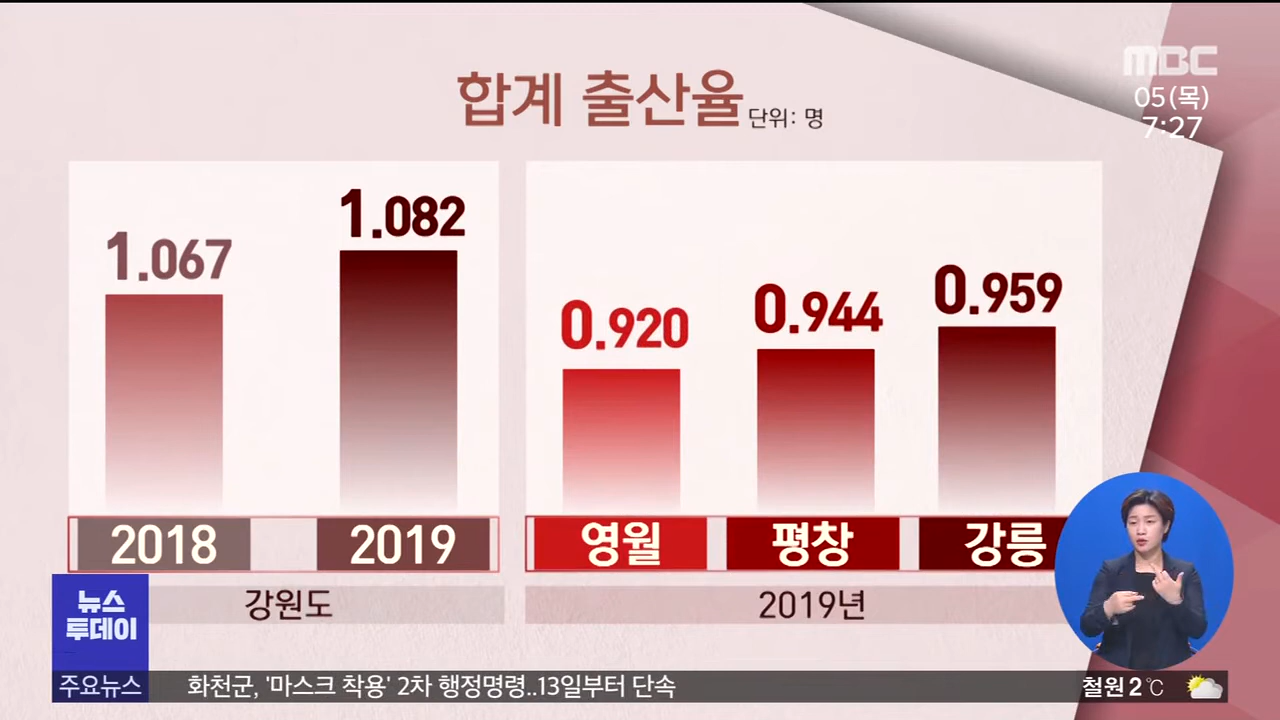 합계 출산율 단위: 명
MBC
05(목)
7:27
1.067
1.082
0.920
0.944
0.959
2018
2019
영월
평창
강릉
강원도
2019년
뉴스
투데이
주요뉴스
화천군, '마스크 착용' 2차 행정명령..13일부터 단속
철원 2℃